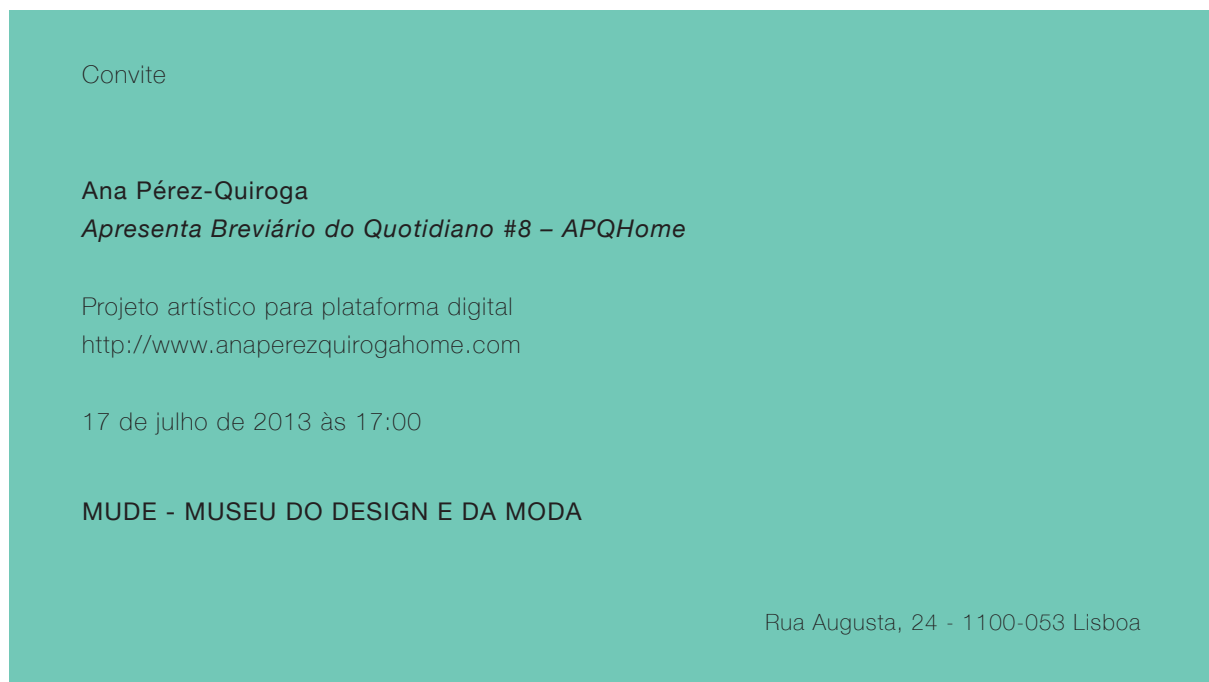 Convite
Ana Pérez-Quiroga
Apresenta Breviário do Quotidiano #8 – APQHome
Projeto artístico para plataforma digital
http://www.anaperezquirogahome.com
17 de julho de 2013 às 17:00
MUDE - MUSEU DO DESIGN E DA MODA
Rua Augusta, 24 - 1100-053 Lisboa